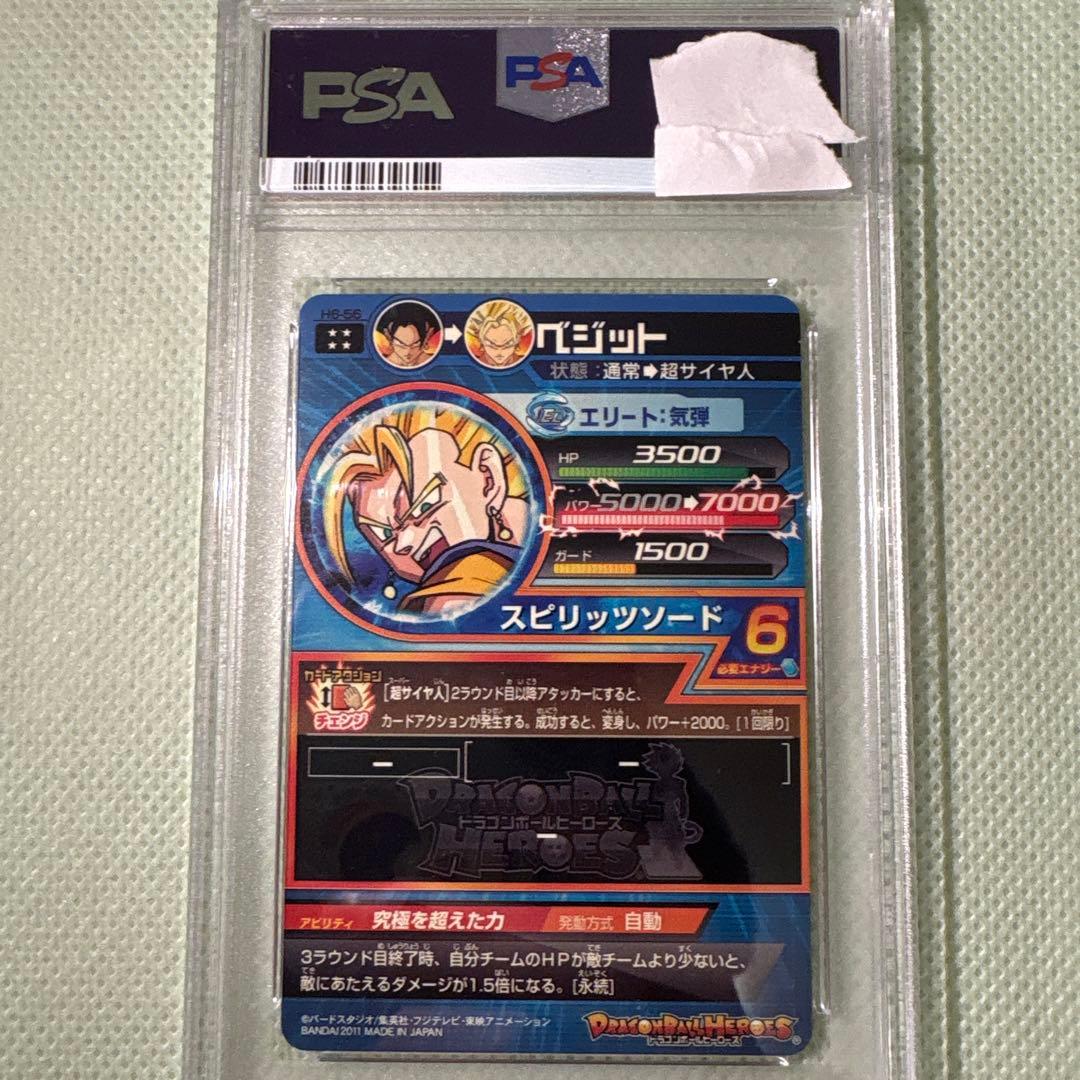 PSA
PSA
H6-56
ベジット
状態:通常➡超サイヤ人
エリート:気弾
HP 3500
パワー 5000➡7000
ガード 1500
スピリッツソード
6
必要エナジー
カードアクション
チェンジ
[超サイヤ人]2ラウンド目以降アタッカーにすると、
カードアクションが発生する。成功すると、変身し、パワー+2000。[1回限り]
ー
ー
DRAGON BALL
ドラゴンボールヒーローズ
HEROES
ー
アビリティ 究極を超えた力 発動方式 自動
3ラウンド目終了時、自分チームのHPが敵チームより少ないと、
敵にあたえるダメージが1.5倍になる。[永続]
©バードスタジオ/集英社・フジテレビ・東映アニメーション
BANDAI 2011 MADE IN JAPAN
DRAGON BALL HEROES
ドラゴンボールヒーローズ